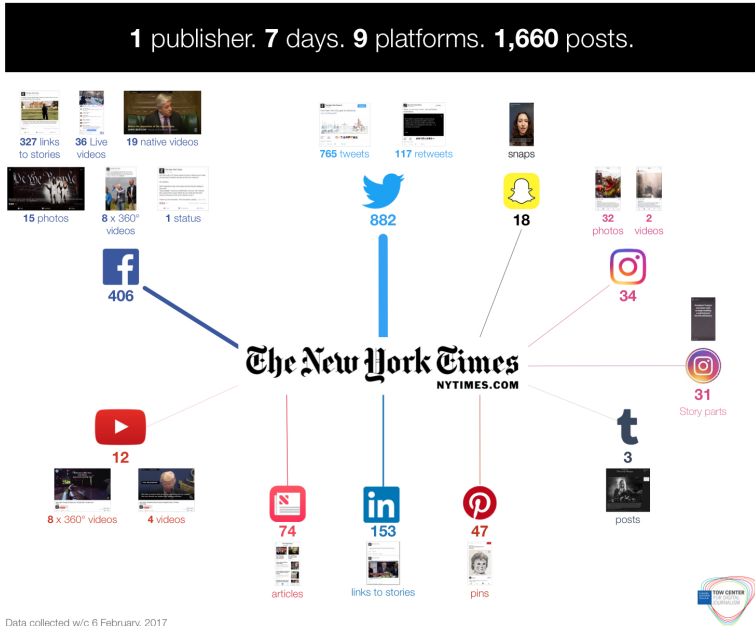 1 publisher. 7 days. 9 platforms. 1,660 posts.
327 links
to stories
36 Live
videos
19 native videos
15 photos
8 x 360°
videos
1 status
406
765 tweets
117 retweets
882
snaps
18
32
photos
2
videos
34
The New York Times
NYTIMES.COM
31
Story parts
12
8 x 360° videos
4 videos
74
articles
in
153
links to stories
47
pins
t
3
posts
TOW CENTER
FOR DIGITAL
JOURNALISM
Data collected w/c 6 February, 2017